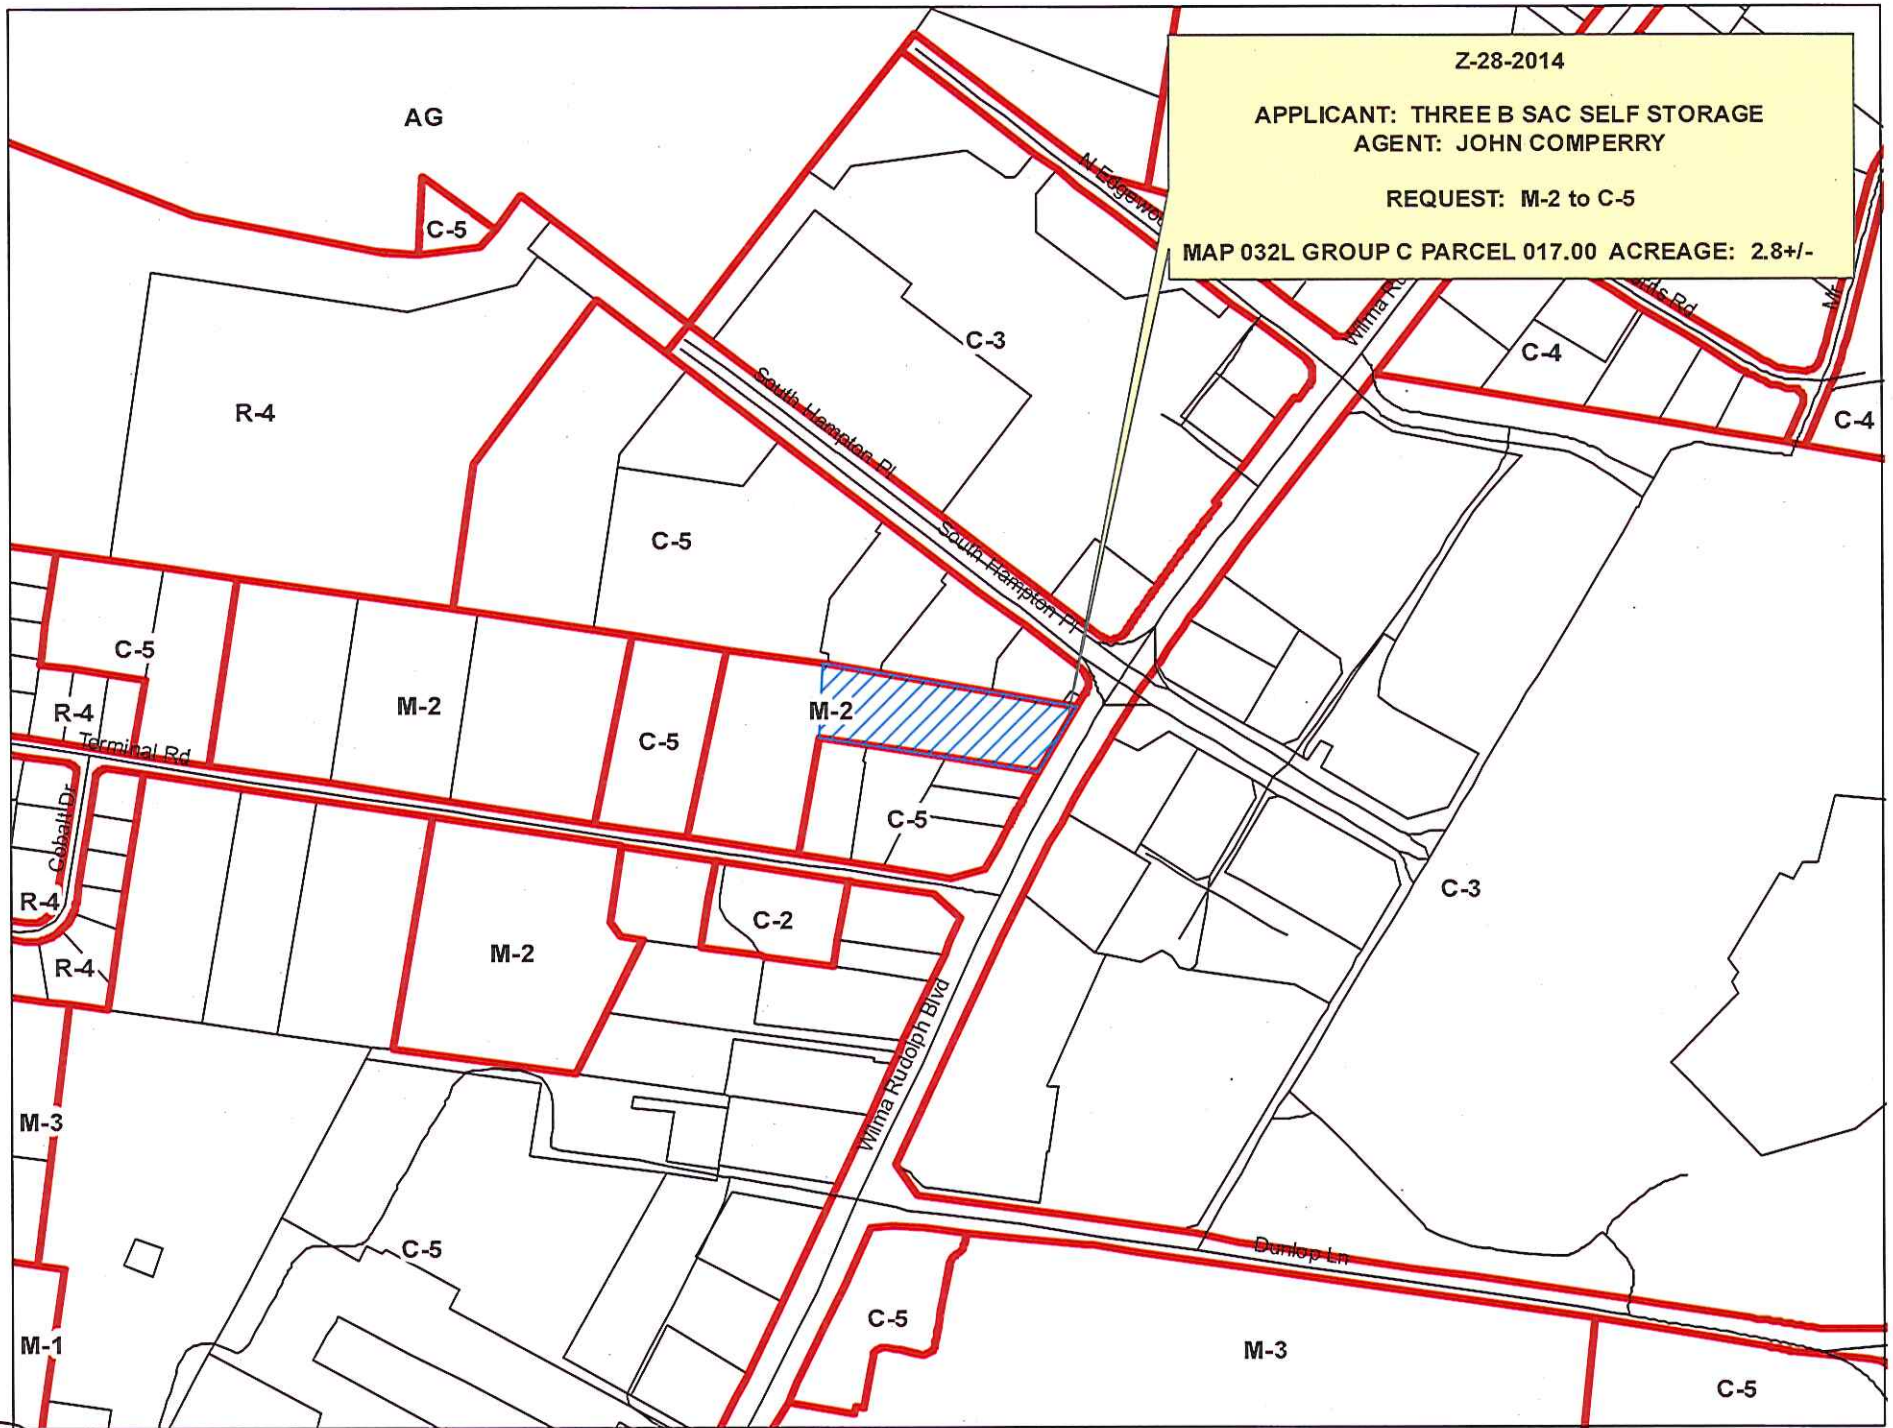 Z-28-2014
APPLICANT: THREE B SAC SELF STORAGE
AGENT: JOHN COMPERRY
REQUEST: M-2 to C-5
MAP 032L GROUP C PARCEL 017.00 ACREAGE: 2.8+/-
AG
C-5
N
C-3
C-4
C-4
R-4
South Hampton Pl
C-5
South Hampton Pl
C-5
M-2
M-2
C-5
R-4
Terminal Rd
C-5
Cobalt Dr
C-3
R-4
C-2
M-2
R-4
Wilma Rudolph Blvd
M-3
C-5
Dunlop Ln
C-5
M-1
M-3
C-5